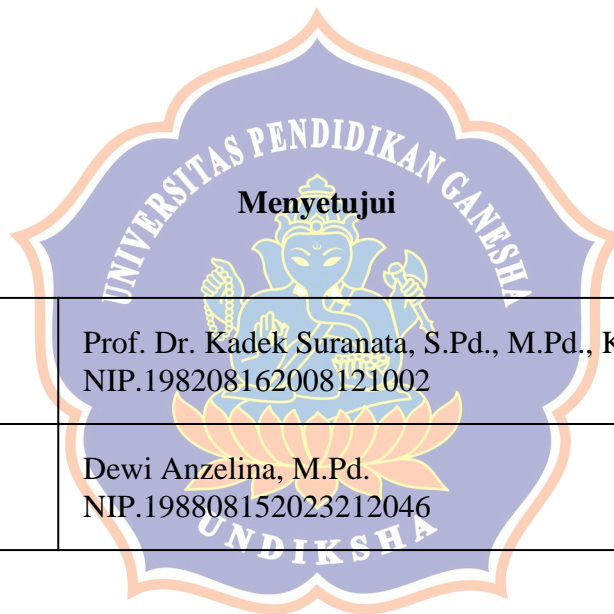 UNIVERSITAS PENDIDIKAN GANESHA
Menyetujui
Prof. Dr. Kadek Suranata, S.Pd., M.Pd., K
NIP.198208162008121002
Dewi Anzelina, M.Pd.
NIP.198808152023212046
UNDIKSHA